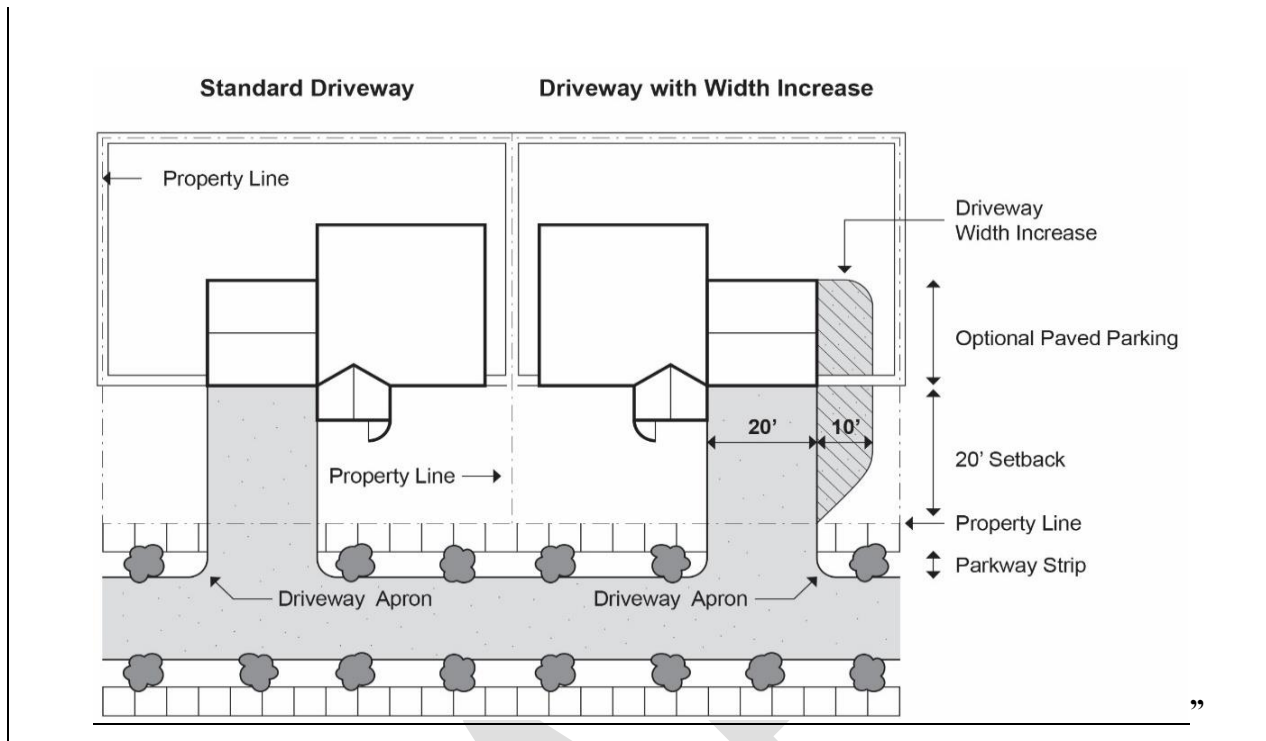 Standard Driveway
Driveway with Width Increase
Property Line
Driveway
Width Increase
Optional Paved Parking
20’
10’
20’ Setback
Property Line
Property Line
Parkway Strip
Driveway Apron
Driveway Apron
”